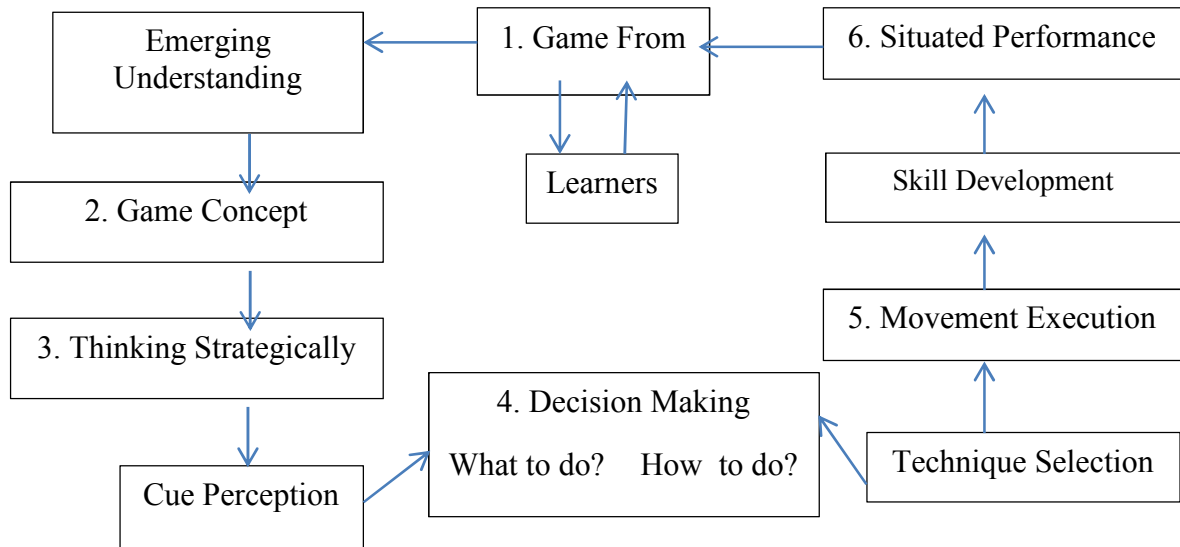 Emerging
Understanding
1. Game From
6. Situated Performance
Learners
Skill Development
2. Game Concept
5. Movement Execution
3. Thinking Strategically
4. Decision Making
What to do? How to do?
Technique Selection
Cue Perception